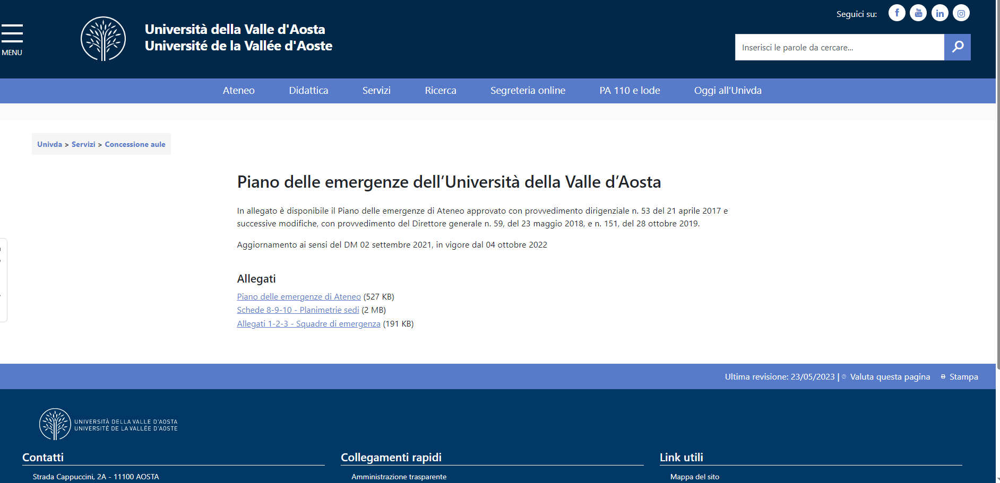 Seguici su:
MENU
Università della Valle d'Aosta
Université de la Vallée d'Aoste
Inserisci le parole da cercare...
Ateneo Didattica Servizi Ricerca Segreteria online PA 110 e lode Oggi all'Univda
Univda > Servizi > Concessione aule
Piano delle emergenze dell’Università della Valle d’Aosta
In allegato è disponibile il Piano delle emergenze di Ateneo approvato con provvedimento dirigenziale n. 53 del 21 aprile 2017 e
successive modifiche, con provvedimento del Direttore generale n. 59, del 23 maggio 2018, e n. 151, del 28 ottobre 2019.
Aggiornamento ai sensi del DM 02 settembre 2021, in vigore dal 04 ottobre 2022
Allegati
Piano delle emergenze di Ateneo (527 KB)
Schede 8-9-10 - Planimetrie sedi (2 MB)
Allegati 1-2-3 - Squadre di emergenza (191 KB)
Ultima revisione: 23/05/2023 | Valuta questa pagina Stampa
UNIVERSITÀ DELLA VALLE D'AOSTA
UNIVERSITÉ DE LA VALLÉE D'AOSTE
Contatti
Strada Cappuccini, 2A - 11100 AOSTA
Collegamenti rapidi
Amministrazione trasparente
Link utili
Mappa del sito